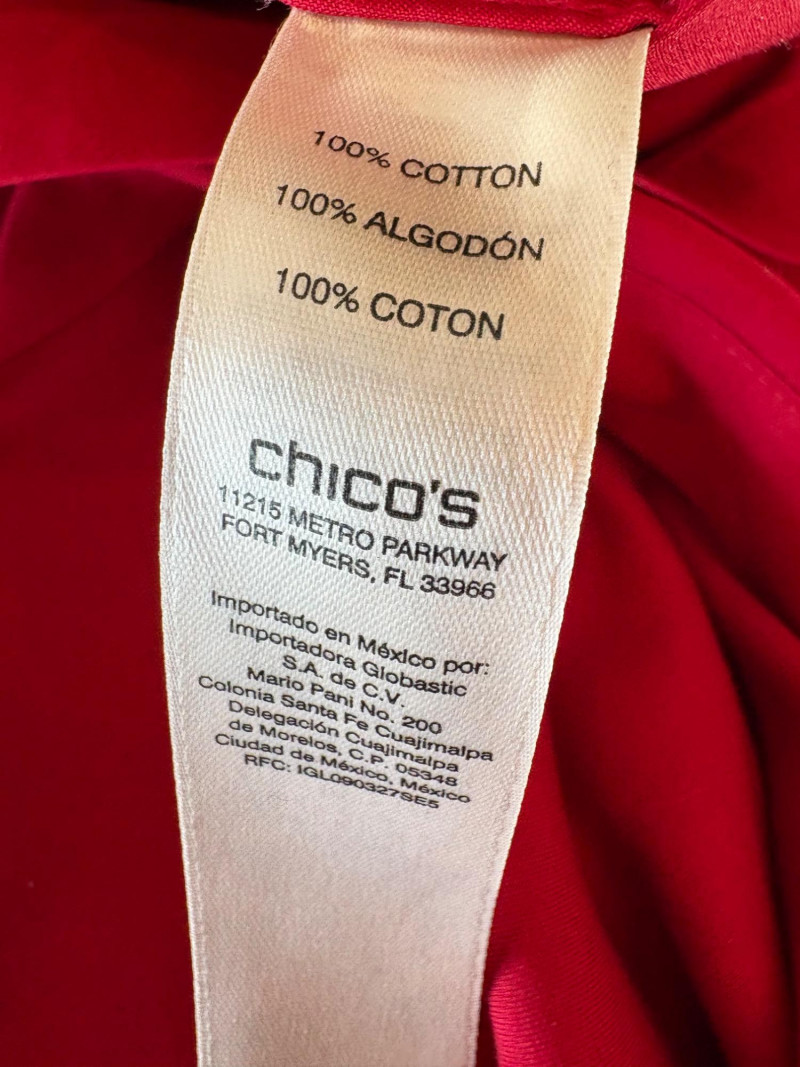 100% COTTON
100% ALGODÓN
100% COTON
chico's
11215 METRO PARKWAY
FORT MYERS, FL 33966
Importado en México por:
Importadora Globastic
S.A. de C.V.
Mario Pani No. 200
Colonia Santa Fe Cuajimalpa
Delegación Cuajimalpa
de Morelos, C.P. 05348
Ciudad de México, México
RFC: IGL090327SE5